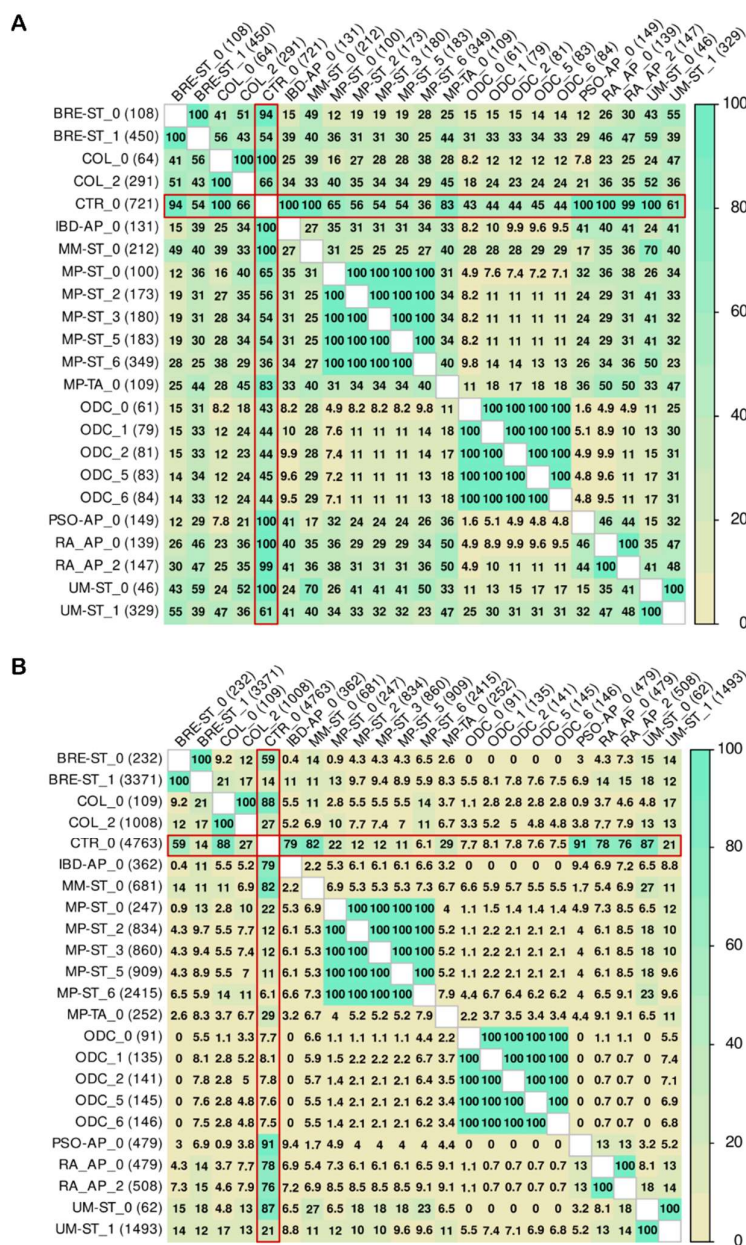 A
BRE-ST_0 (108)
BRE-ST_1 (450)
COL_0 (64)
COL_2 (291)
CTR_0 (721)
IBD-AP_0 (131)
MM-ST_0 (212)
MP-ST_0 (100)
MP-ST_2 (173)
MP-ST_3 (180)
MP-ST_5 (183)
MP-ST_6 (349)
MP-TA_0 (109)
ODC_0 (61)
ODC_1 (79)
ODC_2 (81)
ODC_5 (83)
ODC_6 (84)
PSO-AP_0 (149)
RA_AP_0 (139)
RA_AP_2 (147)
UM-ST_0 (46)
UM-ST_1 (329)
BRE-ST_0 (108) 100 41 51 94 15 49 12 19 19 19 28 25 15 15 15 14 14 12 26 30 43 55
BRE-ST_1 (450) 100 56 43 54 39 40 36 31 31 30 25 44 31 33 33 34 33 29 46 47 59 39
COL_0 (64) 41 56 100 100 25 39 16 27 28 28 38 28 8.2 12 12 12 12 7.8 23 25 24 47
COL_2 (291) 51 43 100 66 34 33 40 35 34 34 29 45 18 24 23 24 24 21 36 35 52 36
CTR_0 (721) 94 54 100 66 100 100 65 56 54 54 36 83 43 44 44 45 44 100 100 99 100 61
IBD-AP_0 (131) 15 39 25 34 100 27 35 31 31 31 34 33 8.2 10 9.9 9.6 9.5 41 40 41 24 41
MM-ST_0 (212) 49 40 39 33 100 27 31 25 25 25 27 40 28 28 28 29 29 17 35 36 70 40
MP-ST_0 (100) 12 36 16 40 65 35 31 100 100 100 100 31 4.9 7.6 7.4 7.2 7.1 32 36 38 26 34
MP-ST_2 (173) 19 31 27 35 56 31 25 100 100 100 100 34 8.2 11 11 11 11 24 29 31 41 33
MP-ST_3 (180) 19 31 28 34 54 31 25 100 100 100 100 34 8.2 11 11 11 11 24 29 31 41 32
MP-ST_5 (183) 19 30 28 34 54 31 25 100 100 100 100 34 8.2 11 11 11 11 24 29 31 41 32
MP-ST_6 (349) 28 25 38 29 36 34 27 100 100 100 100 40 9.8 14 14 13 13 26 34 36 50 23
MP-TA_0 (109) 25 44 28 45 83 33 40 31 34 34 34 40 11 18 17 18 18 36 50 50 33 47
ODC_0 (61) 15 31 8.2 18 43 8.2 28 4.9 8.2 8.2 8.2 9.8 11 100 100 100 100 1.6 4.9 4.9 11 25
ODC_1 (79) 15 33 12 24 44 10 28 7.6 11 11 11 14 18 100 100 100 100 5.1 8.9 10 13 30
ODC_2 (81) 15 33 12 23 44 9.9 28 7.4 11 11 11 14 17 100 100 100 100 4.9 9.9 11 15 31
ODC_5 (83) 14 34 12 24 45 9.6 29 7.2 11 11 11 13 18 100 100 100 100 4.8 9.6 11 17 31
ODC_6 (84) 14 33 12 24 44 9.5 29 7.1 11 11 11 13 18 100 100 100 100 4.8 9.5 11 17 31
PSO-AP_0 (149) 12 29 7.8 21 100 41 17 32 24 24 24 26 36 1.6 5.1 4.9 4.8 4.8 46 44 15 32
RA_AP_0 (139) 26 46 23 36 100 40 35 36 29 29 29 34 50 4.9 8.9 9.9 9.6 9.5 46 100 35 47
RA_AP_2 (147) 30 47 25 35 99 41 36 38 31 31 31 36 50 4.9 10 11 11 11 44 100 41 48
UM-ST_0 (46) 43 59 24 52 100 24 70 26 41 41 41 50 33 11 13 15 17 17 15 35 41 100
UM-ST_1 (329) 55 39 47 36 61 41 40 34 33 32 32 23 47 25 30 31 31 31 32 47 48 100
100
80
60
40
20
0
B
BRE-ST_0 (232)
BRE-ST_1 (3371)
COL_0 (109)
COL_2 (1008)
CTR_0 (4763)
IBD-AP_0 (362)
MM-ST_0 (681)
MP-ST_0 (247)
MP-ST_2 (834)
MP-ST_3 (860)
MP-ST_5 (909)
MP-ST_6 (2415)
MP-TA_0 (252)
ODC_0 (91)
ODC_1 (135)
ODC_2 (141)
ODC_5 (145)
ODC_6 (146)
PSO-AP_0 (479)
RA_AP_0 (479)
RA_AP_2 (508)
UM-ST_0 (62)
UM-ST_1 (1493)
BRE-ST_0 (232) 100 9.2 12 59 0.4 14 0.9 4.3 4.3 4.3 6.5 2.6 0 0 0 0 0 3 4.3 7.3 15 14
BRE-ST_1 (3371) 100 21 17 14 11 11 13 9.7 9.4 8.9 5.9 8.3 5.5 8.1 7.8 7.6 7.5 6.9 14 15 18 12
COL_0 (109) 9.2 21 100 88 5.5 11 2.8 5.5 5.5 5.5 14 3.7 1.1 2.8 2.8 2.8 2.8 0.9 3.7 4.6 4.8 17
COL_2 (1008) 12 17 100 27 5.2 6.9 10 7.7 7.4 7 11 6.7 3.3 5.2 5 4.8 4.8 3.8 7.7 7.9 13 13
CTR_0 (4763) 59 14 88 27 79 82 22 12 12 11 6.1 29 7.7 8.1 7.8 7.6 7.5 91 78 76 87 21
IBD-AP_0 (362) 0.4 11 5.5 5.2 79 2.2 5.3 6.1 6.1 6.1 6.6 3.2 0 0 0 0 0 9.4 6.9 7.2 6.5 8.8
MM-ST_0 (681) 14 11 11 6.9 82 2.2 6.9 5.3 5.3 5.3 7.3 6.7 6.6 5.9 5.7 5.5 5.5 1.7 5.4 6.9 27 11
MP-ST_0 (247) 0.9 13 2.8 10 22 5.3 6.9 100 100 100 100 4 1.1 1.5 1.4 1.4 1.4 4.9 7.3 8.5 6.5 12
MP-ST_2 (834) 4.3 9.7 5.5 7.7 12 6.1 5.3 100 100 100 100 5.2 1.1 2.2 2.1 2.1 2.1 4 6.1 8.5 18 10
MP-ST_3 (860) 4.3 9.4 5.5 7.4 12 6.1 5.3 100 100 100 100 5.2 1.1 2.2 2.1 2.1 2.1 4 6.1 8.5 18 10
MP-ST_5 (909) 4.3 8.9 5.5 7 11 6.1 5.3 100 100 100 100 5.2 1.1 2.2 2.1 2.1 2.1 4 6.1 8.5 18 9.6
MP-ST_6 (2415) 6.5 5.9 14 11 6.1 6.6 7.3 100 100 100 100 7.9 4.4 6.7 6.4 6.2 6.2 4 6.5 9.1 23 9.6
MP-TA_0 (252) 2.6 8.3 3.7 6.7 29 3.2 6.7 4 5.2 5.2 5.2 7.9 2.2 3.7 3.5 3.4 3.4 4.4 9.1 9.1 6.5 11
ODC_0 (91) 0 5.5 1.1 3.3 7.7 0 6.6 1.1 1.1 1.1 1.1 4.4 2.2 100 100 100 100 0 1.1 1.1 0 5.5
ODC_1 (135) 0 8.1 2.8 5.2 8.1 0 5.9 1.5 2.2 2.2 2.2 6.7 3.7 100 100 100 100 0 0.7 0.7 0 7.4
ODC_2 (141) 0 7.8 2.8 5 7.8 0 5.7 1.4 2.1 2.1 2.1 6.4 3.5 100 100 100 100 0 0.7 0.7 0 7.1
ODC_5 (145) 0 7.6 2.8 4.8 7.6 0 5.5 1.4 2.1 2.1 2.1 6.2 3.4 100 100 100 100 0 0.7 0.7 0 6.9
ODC_6 (146) 0 7.5 2.8 4.8 7.5 0 5.5 1.4 2.1 2.1 2.1 6.2 3.4 100 100 100 100 0 0.7 0.7 0 6.8
PSO-AP_0 (479) 3 6.9 0.9 3.8 91 9.4 1.7 4.9 4 4 4 4 4.4 0 0 0 0 0 13 13 3.2 5.2
RA_AP_0 (479) 4.3 14 3.7 7.7 78 6.9 5.4 7.3 6.1 6.1 6.1 6.5 9.1 1.1 0.7 0.7 0.7 0.7 13 100 8.1 13
RA_AP_2 (508) 7.3 15 4.6 7.9 76 7.2 6.9 8.5 8.5 8.5 8.5 9.1 9.1 1.1 0.7 0.7 0.7 0.7 13 100 18 14
UM-ST_0 (62) 15 18 4.8 13 87 6.5 27 6.5 18 18 18 23 6.5 0 0 0 0 0 3.2 8.1 18 100
UM-ST_1 (1493) 14 12 17 13 21 8.8 11 12 10 10 9.6 9.6 11 5.5 7.4 7.1 6.9 6.8 5.2 13 14 100
100
80
60
40
20
0